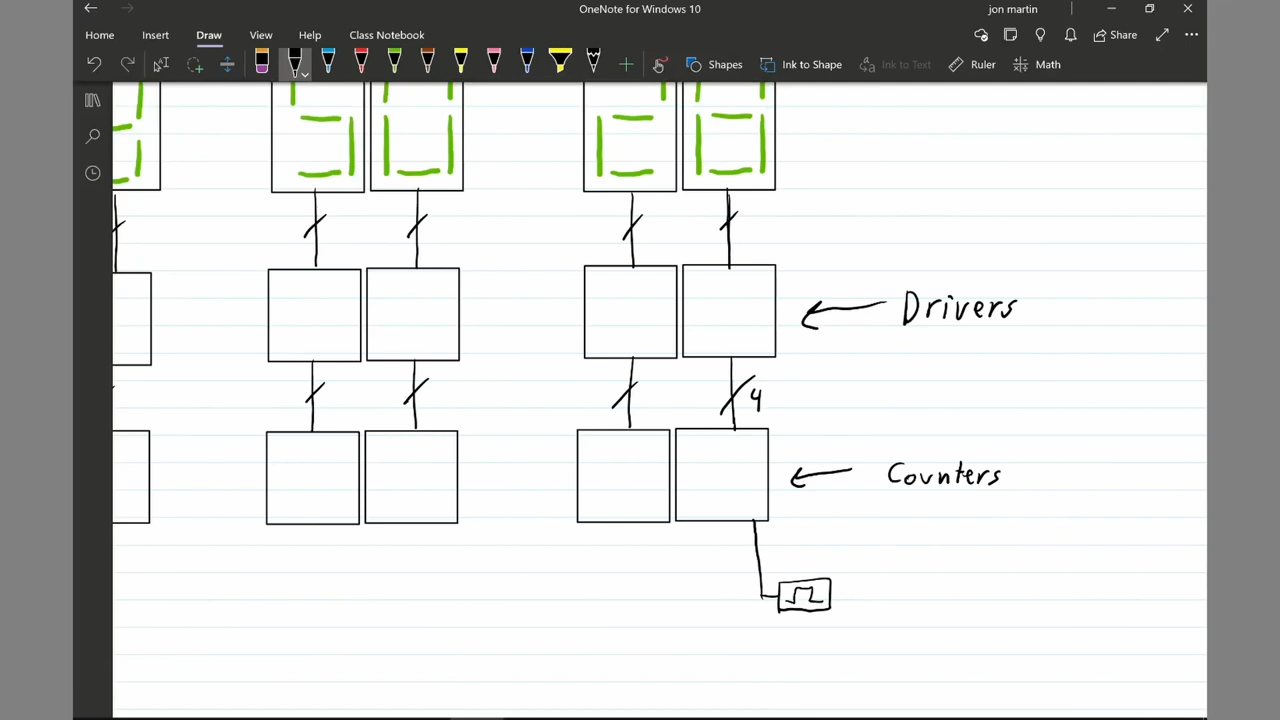 OneNote for Windows 10
jon martin
Home Insert Draw View Help Class Notebook
Share
Shapes Ink to Shape Ink to Text Ruler Math
Drivers
4
Counters